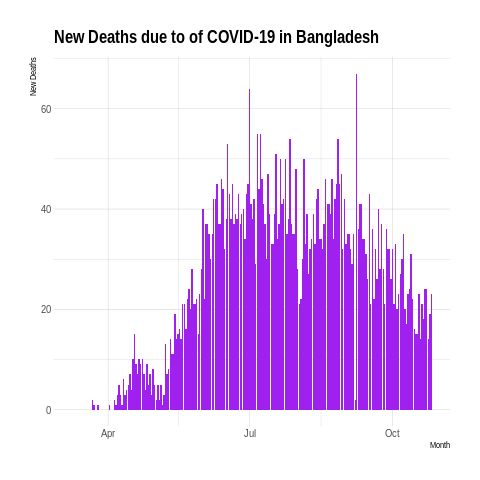 New Deaths due to of COVID-19 in Bangladesh
New Deaths
60
40
20
0
Apr
Jul
Oct
Month